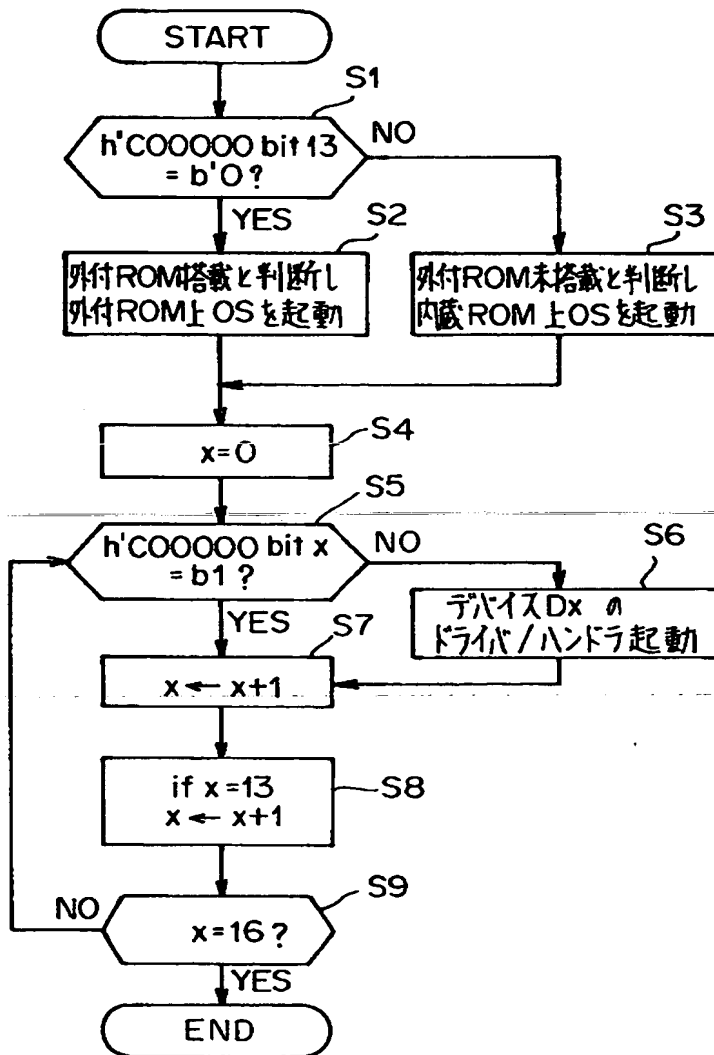 START
S1
h'C00000 bit 13
= b'0?
NO
YES
S2
外付ROM搭載と判断し
外付ROM上OSを起動
S3
外付ROM未搭載と判断し
内蔵ROM上OSを起動
S4
x=0
S5
h'C00000 bit x
= b1?
NO
YES
S6
デバイスDx の
ドライバ/ハンドラ起動
S7
x ← x+1
if x=13
x ← x+1
S8
S9
NO
x=16?
YES
END